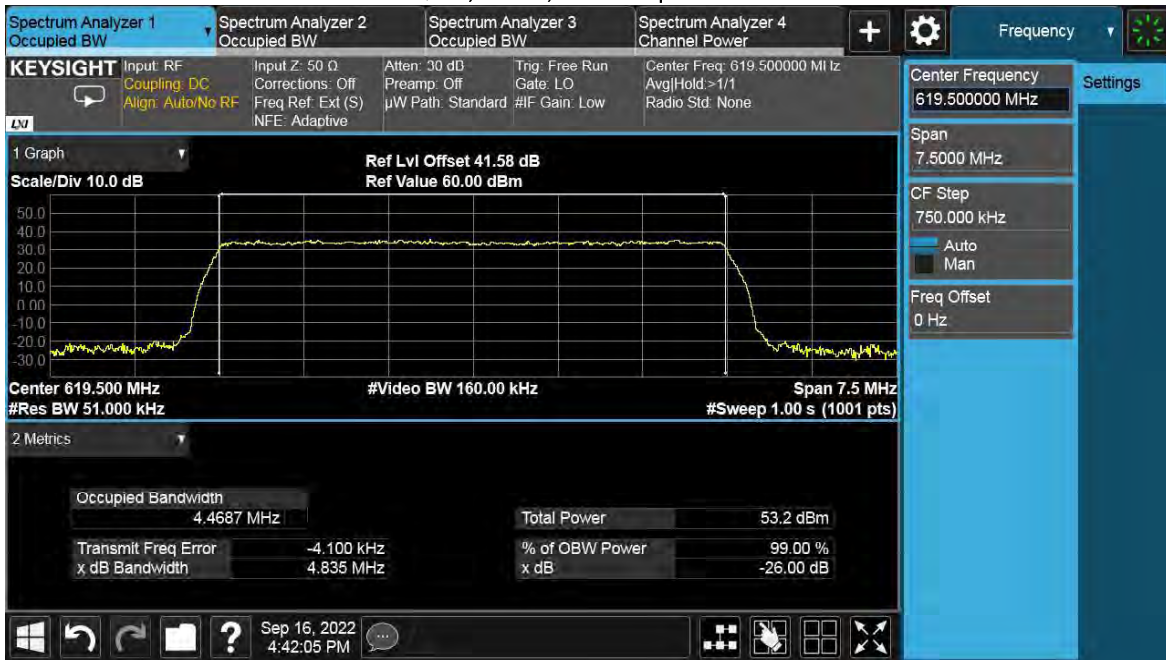 Spectrum Analyzer 1
Occupied BW
Spectrum Analyzer 2
Occupied BW
Spectrum Analyzer 3
Occupied BW
Spectrum Analyzer 4
Channel Power
+
Frequency
KEYSIGHT
LXI
Input: RF
Coupling: DC
Align: Auto/No RF
Input Z: 50 Ω
Corrections: Off
Freq Ref: Ext (S)
NFE: Adaptive
Atten: 30 dB
Preamp: Off
µW Path: Standard
Trig: Free Run
Gate: LO
#IF Gain: Low
Center Freq: 619.500000 MHz
Avg|Hold:>1/1
Radio Std: None
Center Frequency
619.500000 MHz
Settings
Span
7.5000 MHz
CF Step
750.000 kHz
Auto
Man
Freq Offset
0 Hz
1 Graph
Scale/Div 10.0 dB
Ref Lvl Offset 41.58 dB
Ref Value 60.00 dBm
50.0
40.0
30.0
20.0
10.0
0.00
-10.0
-20.0
-30.0
Center 619.500 MHz
#Video BW 160.00 kHz
Span 7.5 MHz
#Res BW 51.000 kHz
#Sweep 1.00 s (1001 pts)
2 Metrics
Occupied Bandwidth
4.4687 MHz
Total Power 53.2 dBm
Transmit Freq Error -4.100 kHz
% of OBW Power 99.00 %
x dB Bandwidth 4.835 MHz
x dB -26.00 dB
?
Sep 16, 2022
4:42:05 PM